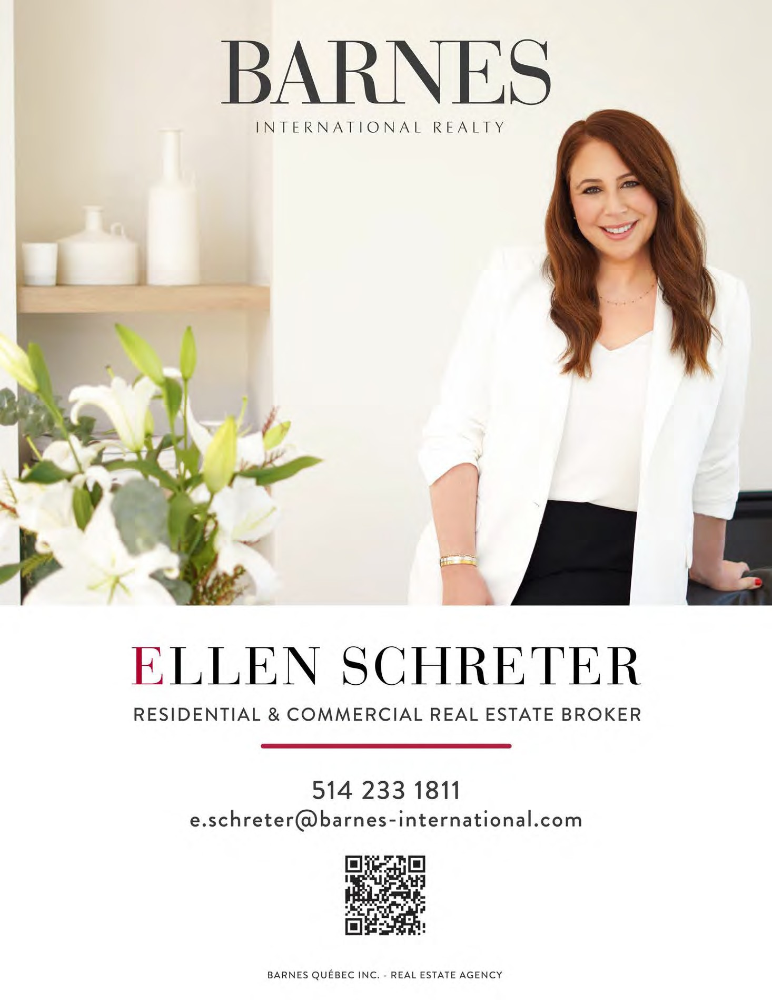 BARNES
INTERNATIONAL REALTY
ELLEN SCHRETER
RESIDENTIAL & COMMERCIAL REAL ESTATE BROKER
514 233 1811
e.schreter@barnes-international.com
BARNES QUÉBEC INC. - REAL ESTATE AGENCY